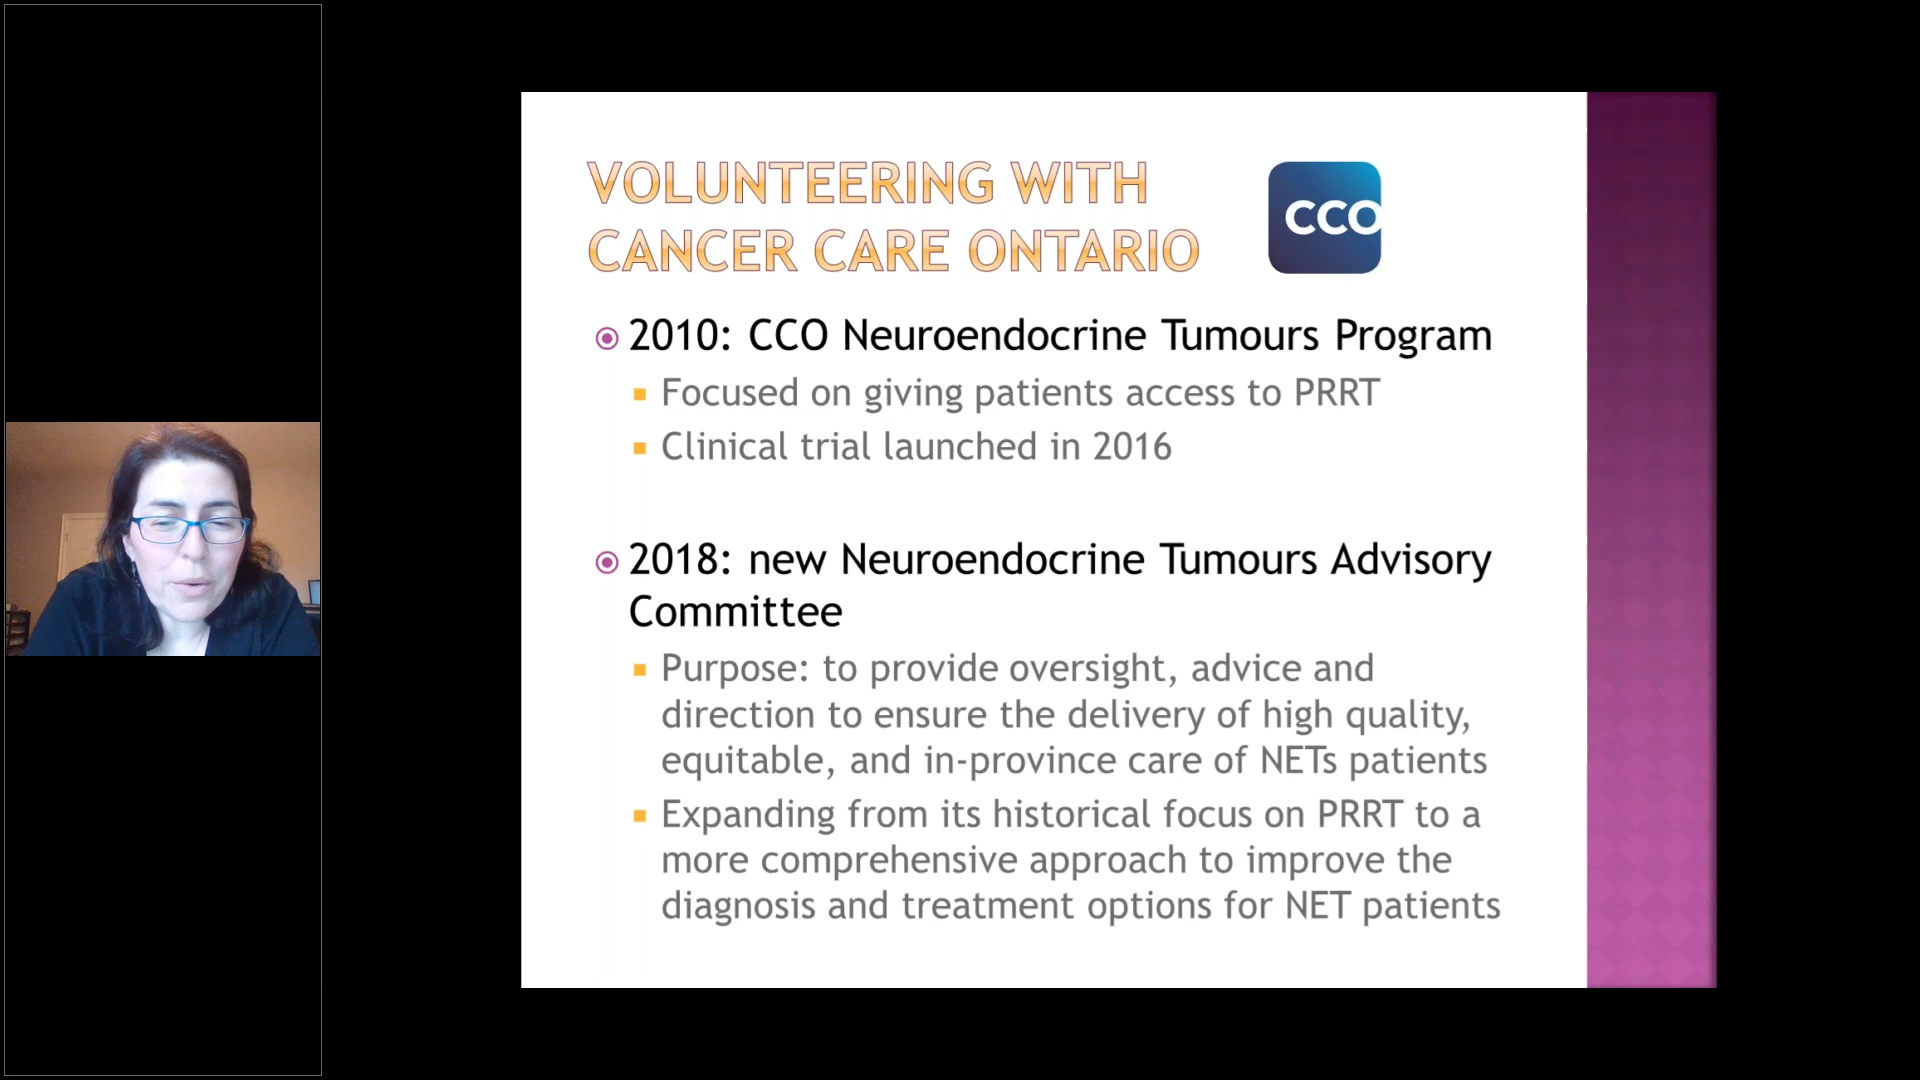 VOLUNTEERING WITH
CANCER CARE ONTARIO
CCO
2010: CCO Neuroendocrine Tumours Program
Focused on giving patients access to PRRT
Clinical trial launched in 2016
2018: new Neuroendocrine Tumours Advisory
Committee
Purpose: to provide oversight, advice and
direction to ensure the delivery of high quality,
equitable, and in-province care of NETs patients
Expanding from its historical focus on PRRT to a
more comprehensive approach to improve the
diagnosis and treatment options for NET patients